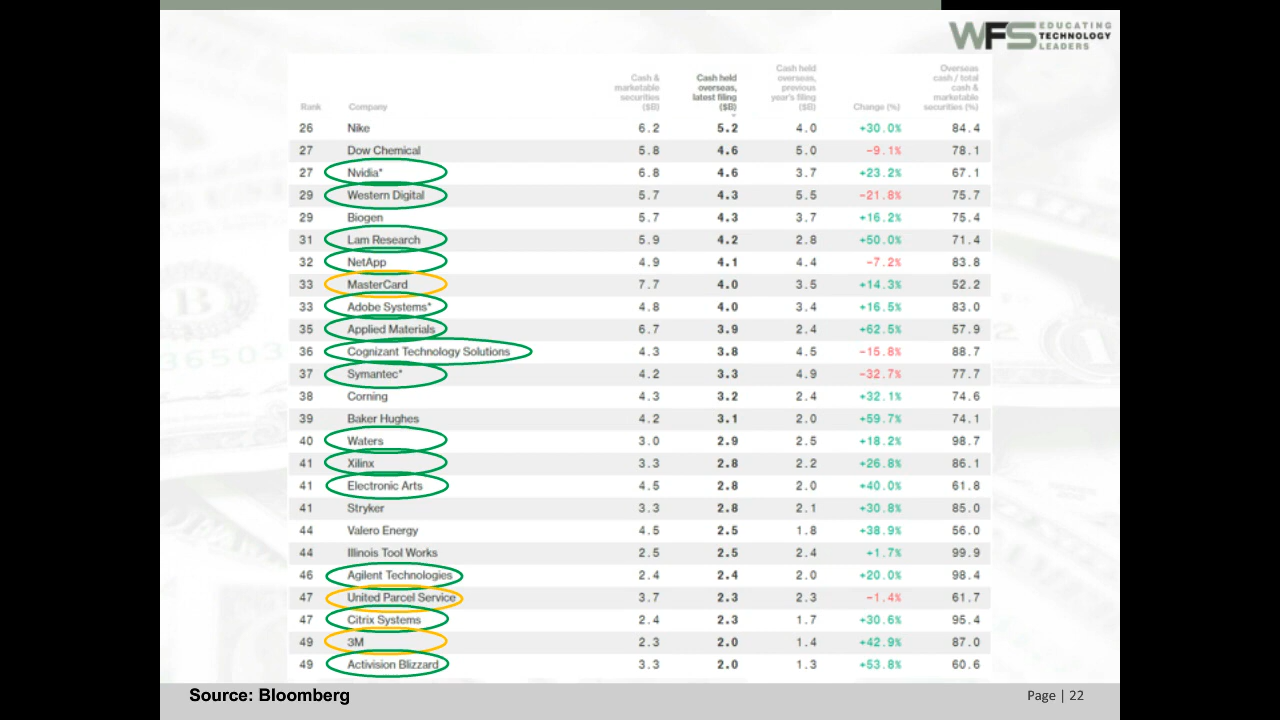 WFS EDUCATING TECHNOLOGY LEADERS
Rank Company Cash & marketable securities ($B) Cash held overseas, latest filing ($B) Cash held overseas, previous year's filing ($B) Change (%) Overseas cash / total cash & marketable securities (%)
26 Nike 6.2 5.2 4.0 +30.0% 84.4
27 Dow Chemical 5.8 4.6 5.0 -9.1% 78.1
27 Nvidia* 6.8 4.6 3.7 +23.2% 67.1
29 Western Digital 5.7 4.3 5.5 -21.8% 75.7
29 Biogen 5.7 4.3 3.7 +16.2% 75.4
31 Lam Research 5.9 4.2 2.8 +50.0% 71.4
32 NetApp 4.9 4.1 4.4 -7.2% 83.8
33 MasterCard 7.7 4.0 3.5 +14.3% 52.2
33 Adobe Systems* 4.8 4.0 3.4 +16.5% 83.0
35 Applied Materials 6.7 3.9 2.4 +62.5% 57.9
36 Cognizant Technology Solutions 4.3 3.8 4.5 -15.8% 88.7
37 Symantec* 4.2 3.3 4.9 -32.7% 77.7
38 Corning 4.3 3.2 2.4 +32.1% 74.6
39 Baker Hughes 4.2 3.1 2.0 +59.7% 74.1
40 Waters 3.0 2.9 2.5 +18.2% 98.7
41 Xilinx 3.3 2.8 2.2 +26.8% 86.1
41 Electronic Arts 4.5 2.8 2.0 +40.0% 61.8
41 Stryker 3.3 2.8 2.1 +30.8% 85.0
44 Valero Energy 4.5 2.5 1.8 +38.9% 56.0
44 Illinois Tool Works 2.5 2.5 2.4 +1.7% 99.9
46 Agilent Technologies 2.4 2.4 2.0 +20.0% 98.4
47 United Parcel Service 3.7 2.3 2.3 -1.4% 61.7
47 Citrix Systems 2.4 2.3 1.7 +30.6% 95.4
49 3M 2.3 2.0 1.4 +42.9% 87.0
49 Activision Blizzard 3.3 2.0 1.3 +53.8% 60.6
Source: Bloomberg
Page | 22